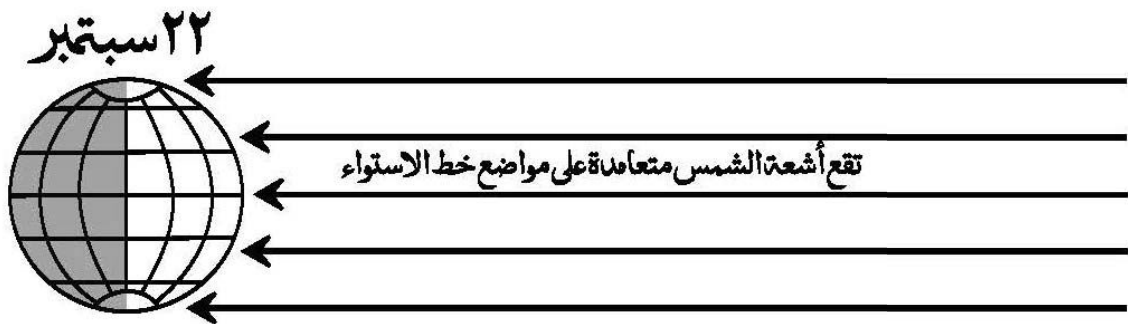 ٢٢ سبتمبر
تقع أشعة الشمس متعامدة على مواضع خط الاستواء